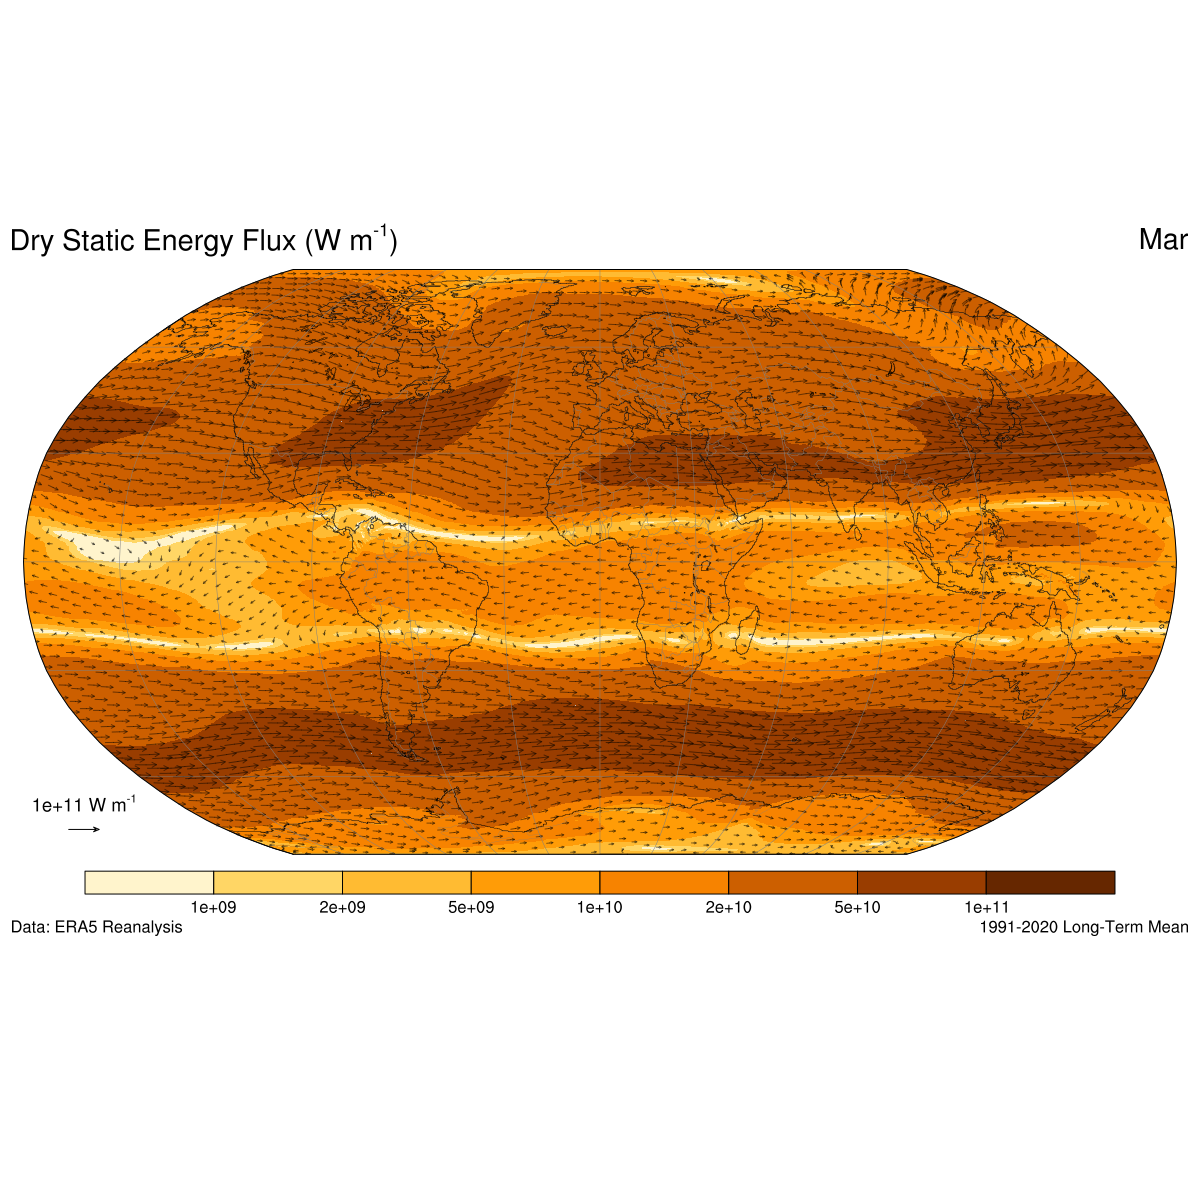 Dry Static Energy Flux (W m-1)
Mar
1e+11 W m-1
1e+09 2e+09 5e+09 1e+10 2e+10 5e+10 1e+11
Data: ERA5 Reanalysis
1991-2020 Long-Term Mean